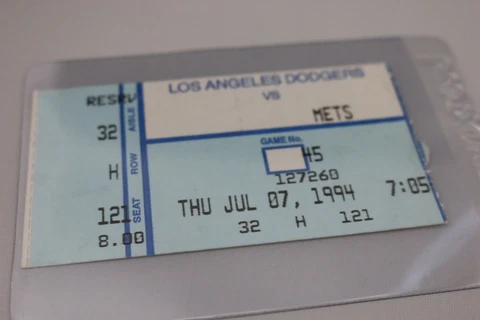 LOS ANGELES DODGERS
VS
METS
RESRV
AISLE
32
ROW
H
SEAT
121
8.00
GAME No.
45
127260
THU JUL 07, 1994 7:05
32 H 121